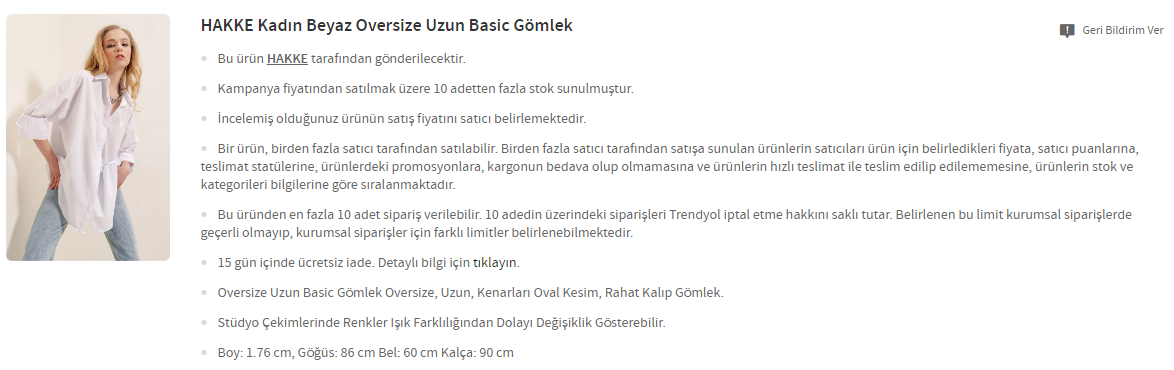 HAKKE Kadın Beyaz Oversize Uzun Basic Gömlek
Geri Bildirim Ver
Bu ürün HAKKE tarafından gönderilecektir.
Kampanya fiyatından satılmak üzere 10 adetten fazla stok sunulmuştur.
İncelemiş olduğunuz ürünün satış fiyatını satıcı belirlemektedir.
Bir ürün, birden fazla satıcı tarafından satılabilir. Birden fazla satıcı tarafından satışa sunulan ürünlerin satıcıları ürün için belirledikleri fiyata, satıcı puanlarına,
teslimat statülerine, ürünlerdeki promosyonlara, kargonun bedava olup olmamasına ve ürünlerin hızlı teslimat ile teslim edilip edilememesine, ürünlerin stok ve
kategorileri bilgilerine göre sıralanmaktadır.
Bu üründen en fazla 10 adet sipariş verilebilir. 10 adedin üzerindeki siparişleri Trendyol iptal etme hakkını saklı tutar. Belirlenen bu limit kurumsal siparişlerde
geçerli olmayıp, kurumsal siparişler için farklı limitler belirlenebilmektedir.
15 gün içinde ücretsiz iade. Detaylı bilgi için tıklayın.
Oversize Uzun Basic Gömlek Oversize, Uzun, Kenarları Oval Kesim, Rahat Kalıp Gömlek.
Stüdyo Çekimlerinde Renkler Işık Farklılığından Dolayı Değişiklik Gösterebilir.
Boy: 1.76 cm, Göğüs: 86 cm Bel: 60 cm Kalça: 90 cm